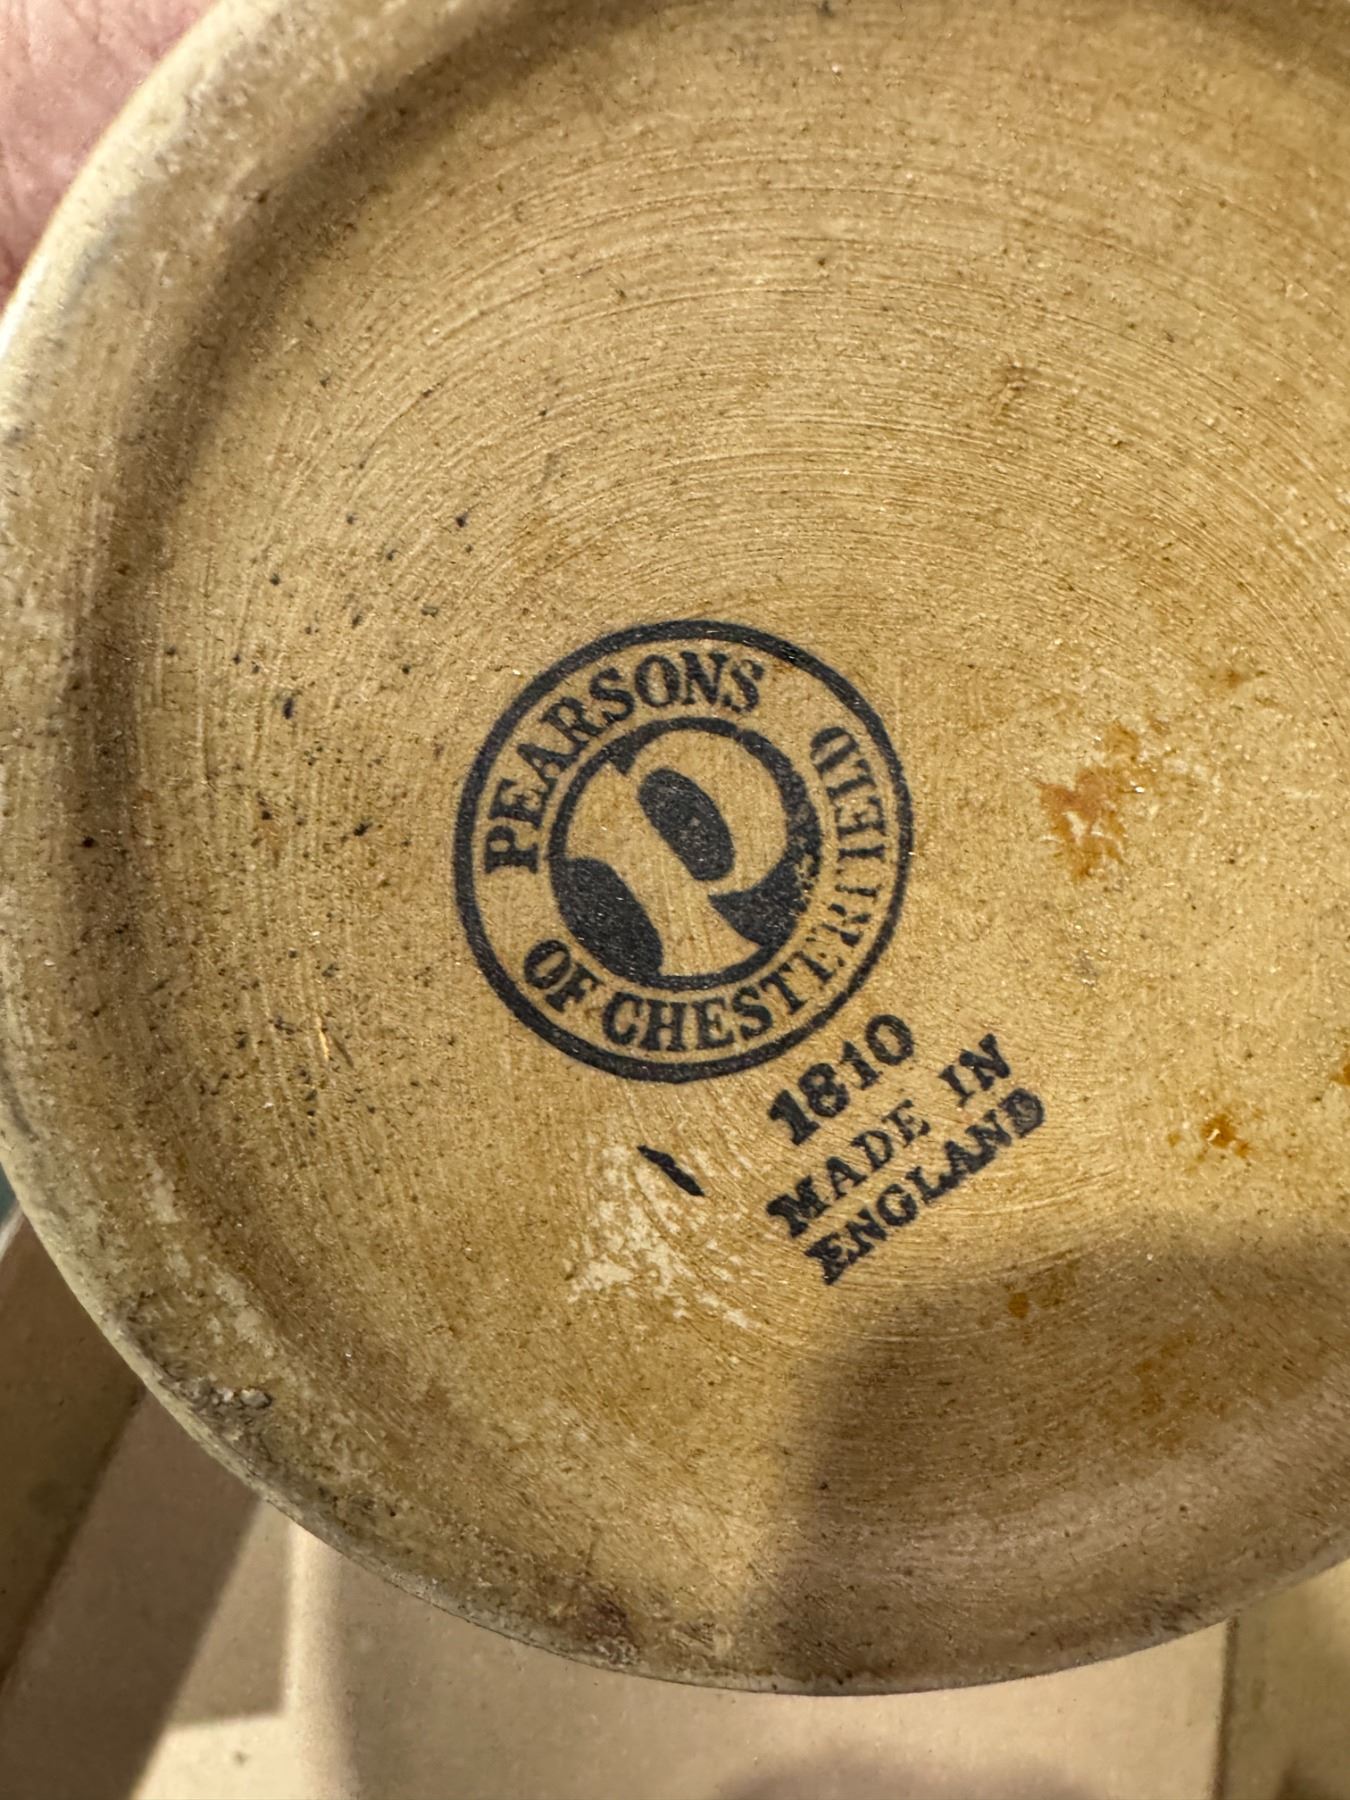 PEARSONS
OF CHESTERFIELD
P
1810
MADE IN
ENGLAND